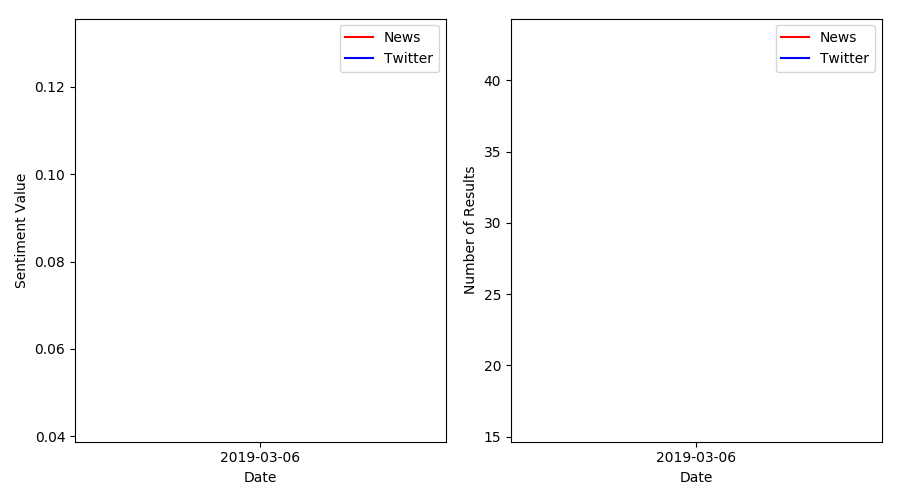 News
Twitter
0.12
0.10
0.08
0.06
0.04
Sentiment Value
2019-03-06
Date
News
Twitter
40
35
30
25
20
15
Number of Results
2019-03-06
Date